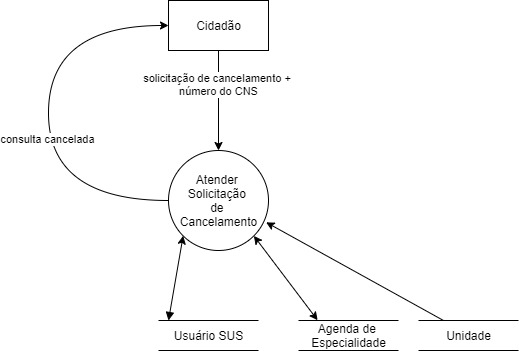 Cidadão
solicitação de cancelamento +
número do CNS
consulta cancelada
Atender
Solicitação
de
Cancelamento
Usuário SUS
Agenda de
Especialidade
Unidade